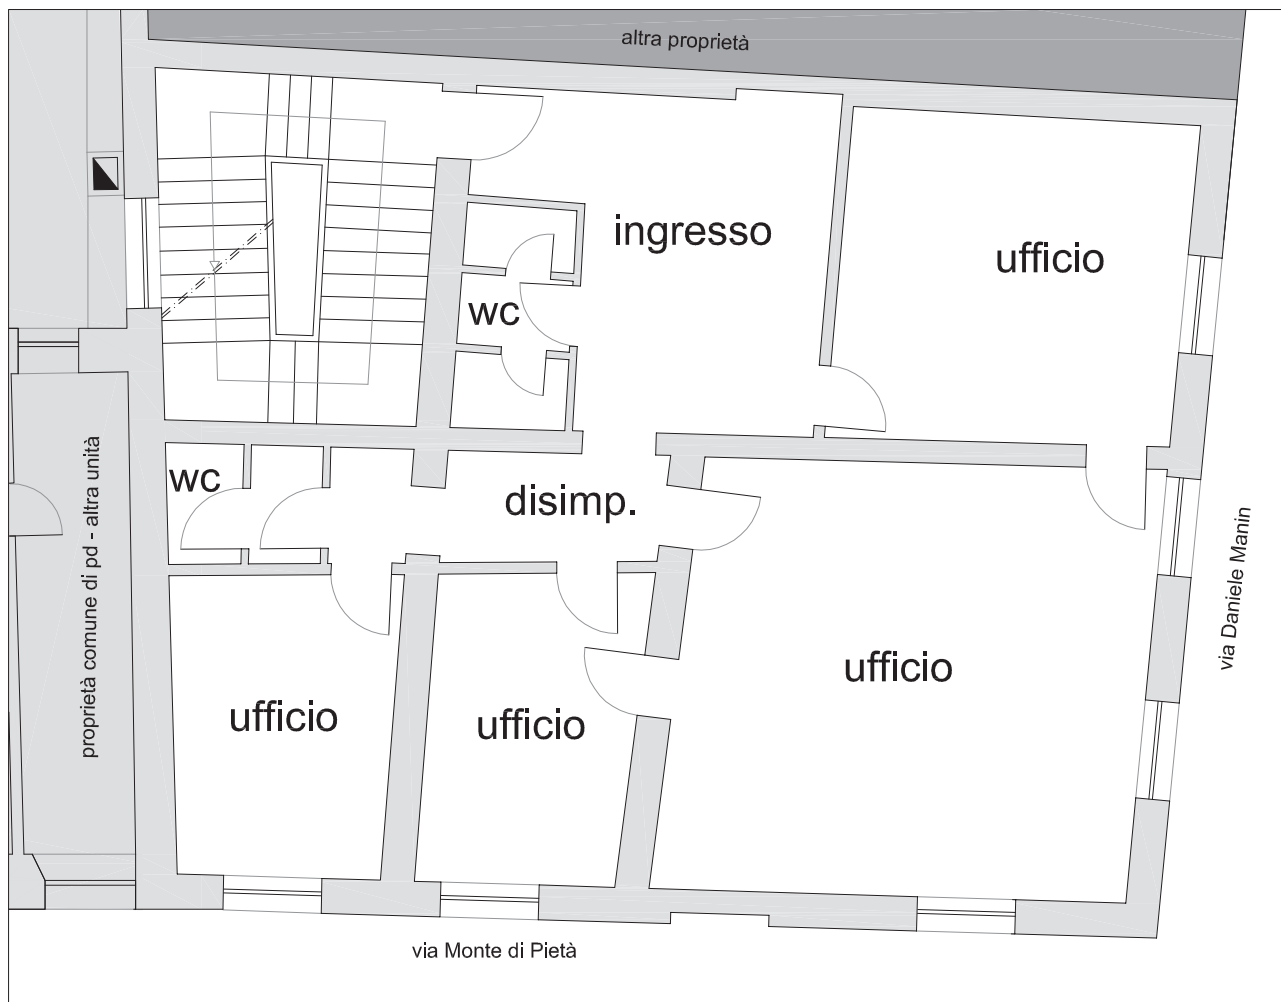 altra proprietà
ingresso
ufficio
wc
wc
disimp.
proprietà comune di pd - altra unità
via Daniele Manin
ufficio
ufficio
ufficio
via Monte di Pietà